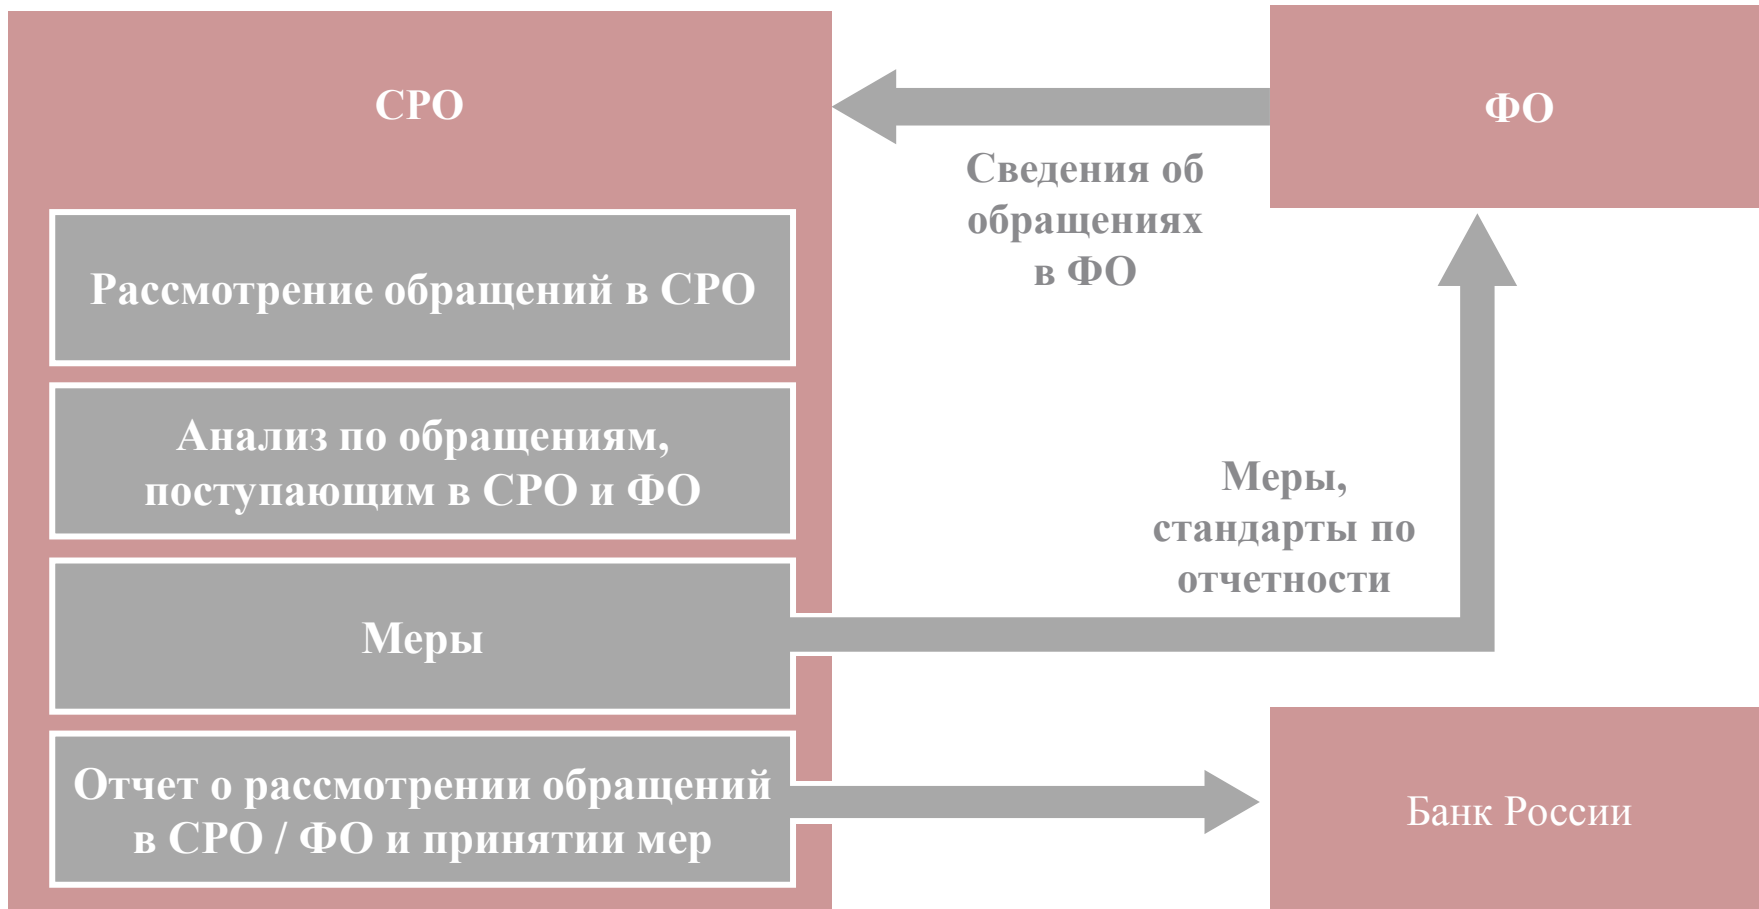 СРО
Рассмотрение обращений в СРО
Анализ по обращениям,
поступающим в СРО и ФО
Меры
Отчет о рассмотрении обращений
в СРО / ФО и принятии мер
Сведения об
обращениях
в ФО
ФО
Меры,
стандарты по
отчетности
Банк России